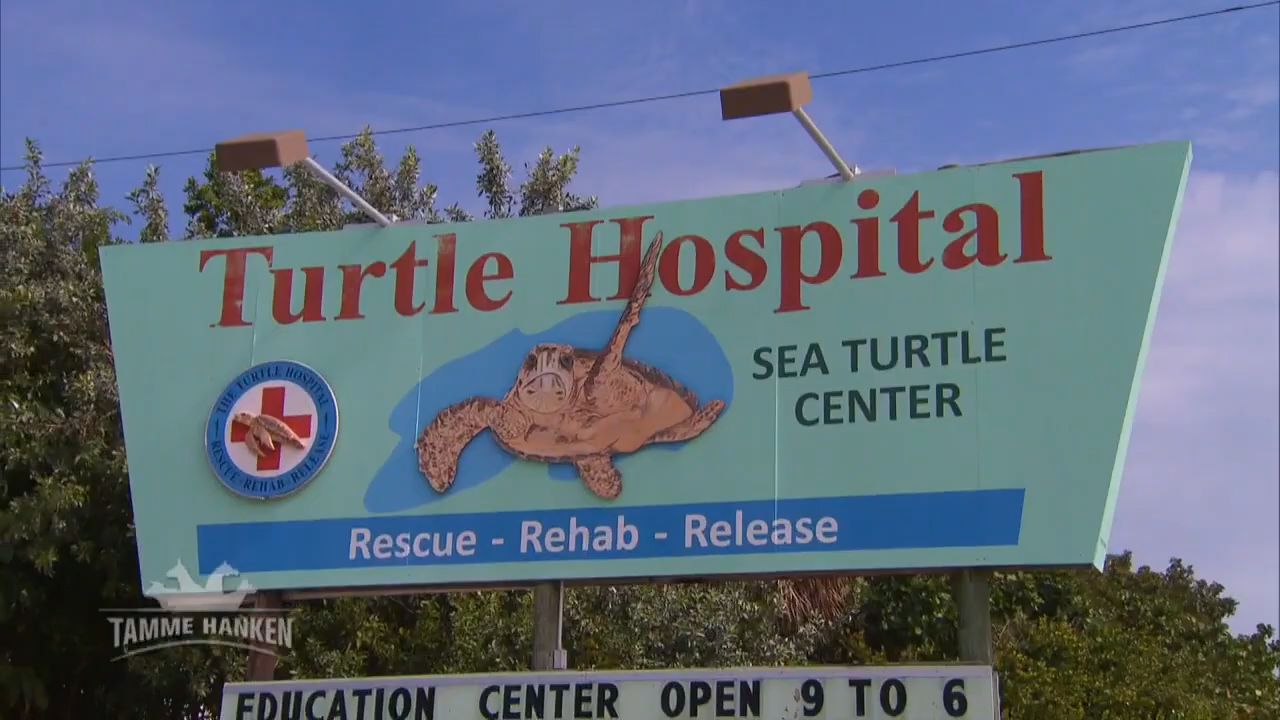 Turtle Hospital
SEA TURTLE
CENTER
THE TURTLE HOSPITAL
RESCUE-REHAB-RELEASE
Rescue - Rehab - Release
TAMME HANKEN
EDUCATION CENTER OPEN 9 TO 6